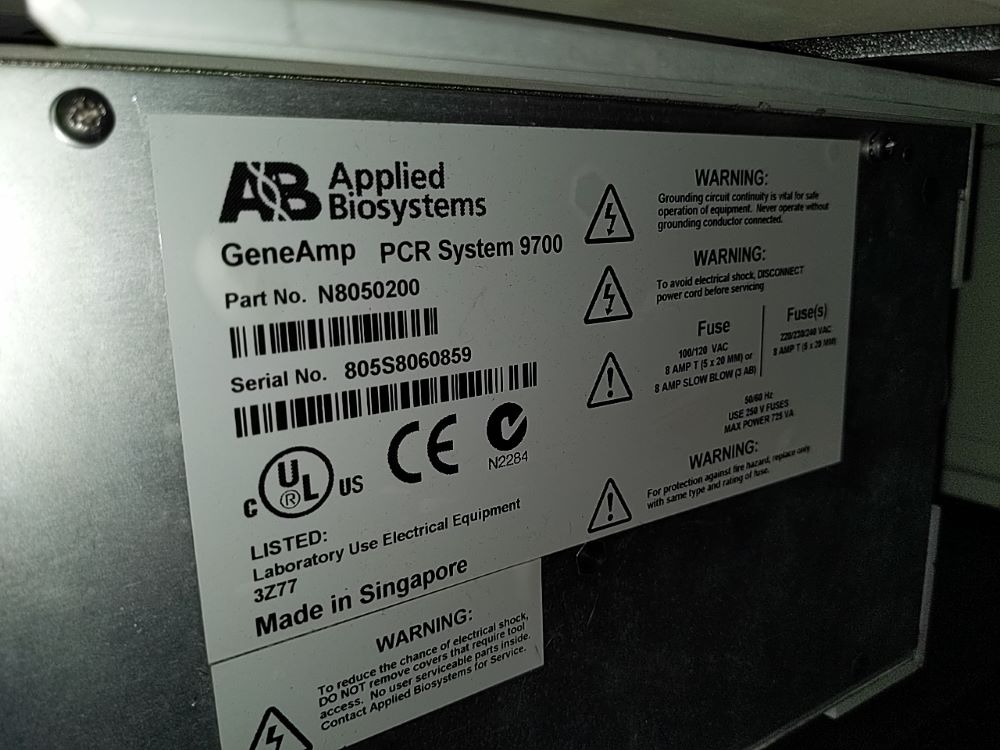 AB Applied
Biosystems
GeneAmp PCR System 9700
Part No. N8050200
Serial No. 805S8060859
C UL ® US CE
N2284
LISTED:
Laboratory Use Electrical Equipment
3Z77
Made in Singapore
WARNING:
Grounding circuit continuity is vital for safe
operation of equipment. Never operate without
grounding conductor connected.
WARNING:
To avoid electrical shock, DISCONNECT
power cord before servicing
Fuse
100/120 VAC
8 AMP T (5 x 20 MM) or
8 AMP SLOW BLOW (3 AB)
Fuse(s)
220/230/240 VAC
8 AMP T (5 x 20 MM)
50/60 Hz
USE 250 V FUSES
MAX POWER 725 VA
WARNING:
For protection against fire hazard, replace only
with same type and rating of fuse.
WARNING:
To reduce the chance of electrical shock,
DO NOT remove covers that require tool
access. No user serviceable parts inside.
Contact Applied Biosystems for Service.